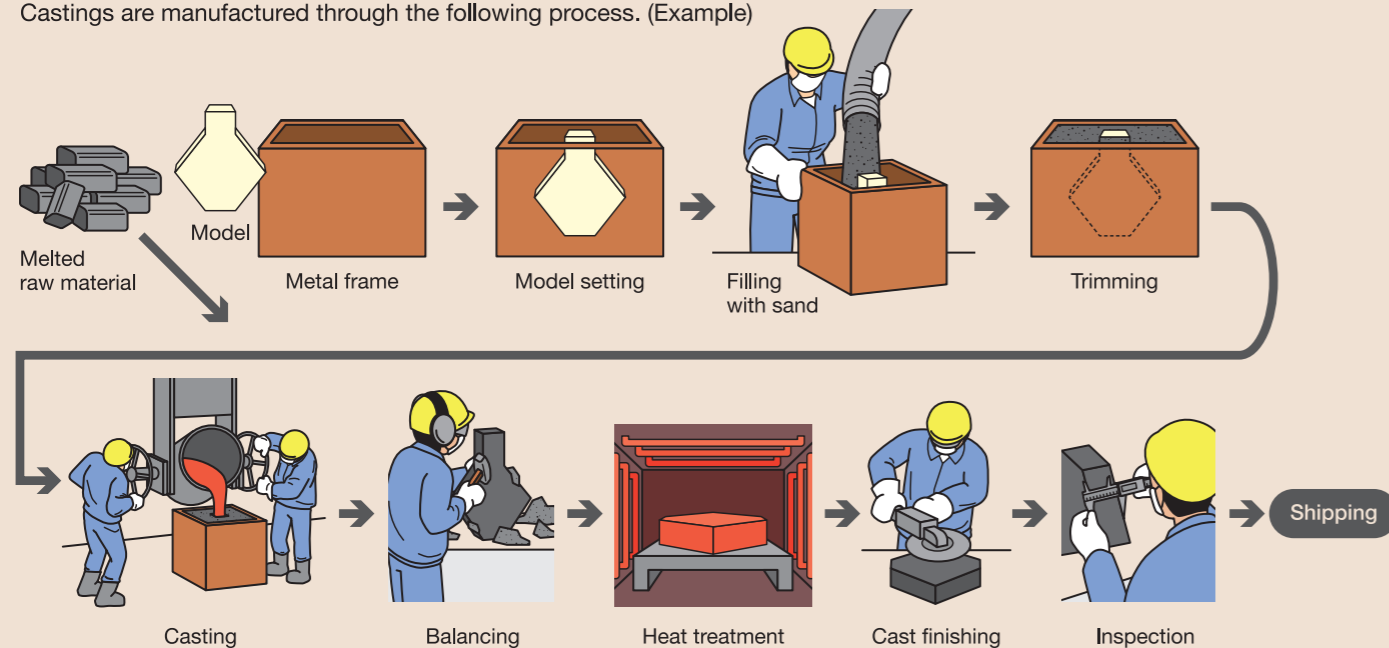 Castings are manufactured through the following process. (Example)
Model
Melted
raw material
Metal frame
Model setting
Filling
with sand
Trimming
Casting
Balancing
Heat treatment
Cast finishing
Inspection
Shipping